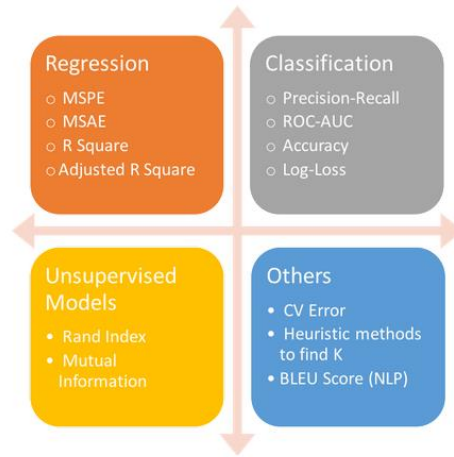 Regression
○ MSPE
○ MSAE
○ R Square
○ Adjusted R Square
Classification
○ Precision-Recall
○ ROC-AUC
○ Accuracy
○ Log-Loss
Unsupervised
Models
• Rand Index
• Mutual
Information
Others
• CV Error
• Heuristic methods
to find K
• BLEU Score (NLP)